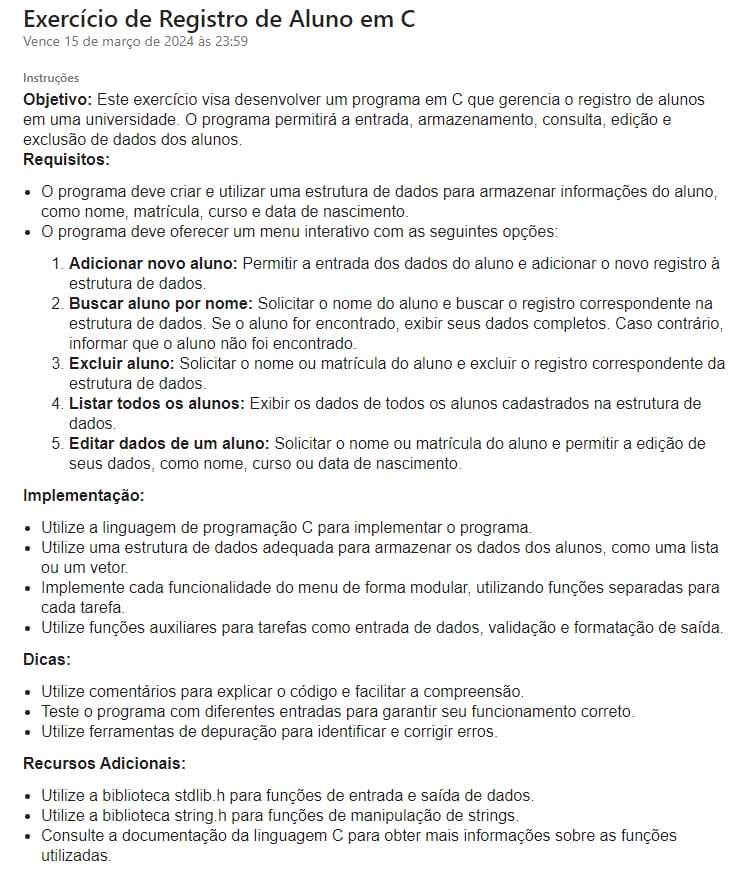 Exercício de Registro de Aluno em C
Vence 15 de março de 2024 às 23:59
Instruções
Objetivo: Este exercício visa desenvolver um programa em C que gerencia o registro de alunos
em uma universidade. O programa permitirá a entrada, armazenamento, consulta, edição e
exclusão de dados dos alunos.
Requisitos:
• O programa deve criar e utilizar uma estrutura de dados para armazenar informações do aluno,
como nome, matrícula, curso e data de nascimento.
• O programa deve oferecer um menu interativo com as seguintes opções:
1. Adicionar novo aluno: Permitir a entrada dos dados do aluno e adicionar o novo registro à
estrutura de dados.
2. Buscar aluno por nome: Solicitar o nome do aluno e buscar o registro correspondente na
estrutura de dados. Se o aluno for encontrado, exibir seus dados completos. Caso contrário,
informar que o aluno não foi encontrado.
3. Excluir aluno: Solicitar o nome ou matrícula do aluno e excluir o registro correspondente da
estrutura de dados.
4. Listar todos os alunos: Exibir os dados de todos os alunos cadastrados na estrutura de
dados.
5. Editar dados de um aluno: Solicitar o nome ou matrícula do aluno e permitir a edição de
seus dados, como nome, curso ou data de nascimento.
Implementação:
• Utilize a linguagem de programação C para implementar o programa.
• Utilize uma estrutura de dados adequada para armazenar os dados dos alunos, como uma lista
ou um vetor.
• Implemente cada funcionalidade do menu de forma modular, utilizando funções separadas para
cada tarefa.
• Utilize funções auxiliares para tarefas como entrada de dados, validação e formatação de saída.
Dicas:
• Utilize comentários para explicar o código e facilitar a compreensão.
• Teste o programa com diferentes entradas para garantir seu funcionamento correto.
• Utilize ferramentas de depuração para identificar e corrigir erros.
Recursos Adicionais:
• Utilize a biblioteca stdlib.h para funções de entrada e saída de dados.
• Utilize a biblioteca string.h para funções de manipulação de strings.
• Consulte a documentação da linguagem C para obter mais informações sobre as funções
utilizadas.